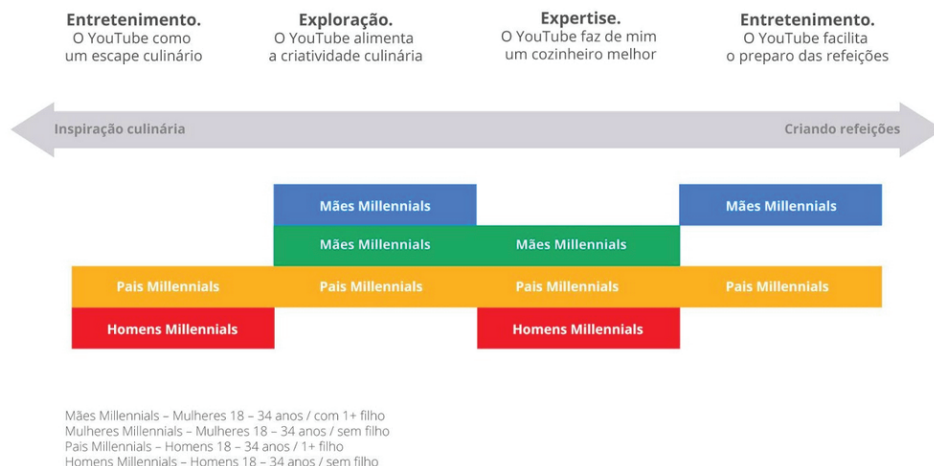 Entretenimento.
O YouTube como
um escape culinário
Exploração.
O YouTube alimenta
a criatividade culinária
Expertise.
O YouTube faz de mim
um cozinheiro melhor
Entretenimento.
O YouTube facilita
o preparo das refeições
Inspiração culinária
Criando refeições
Mães Millennials
Mães Millennials
Mães Millennials
Mães Millennials
Pais Millennials
Pais Millennials
Pais Millennials
Pais Millennials
Homens Millennials
Homens Millennials
Mães Millennials – Mulheres 18 – 34 anos / com 1+ filho
Mulheres Millennials – Mulheres 18 – 34 anos / sem filho
Pais Millennials – Homens 18 – 34 anos / 1+ filho
Homens Millennials – Homens 18 – 34 anos / sem filho